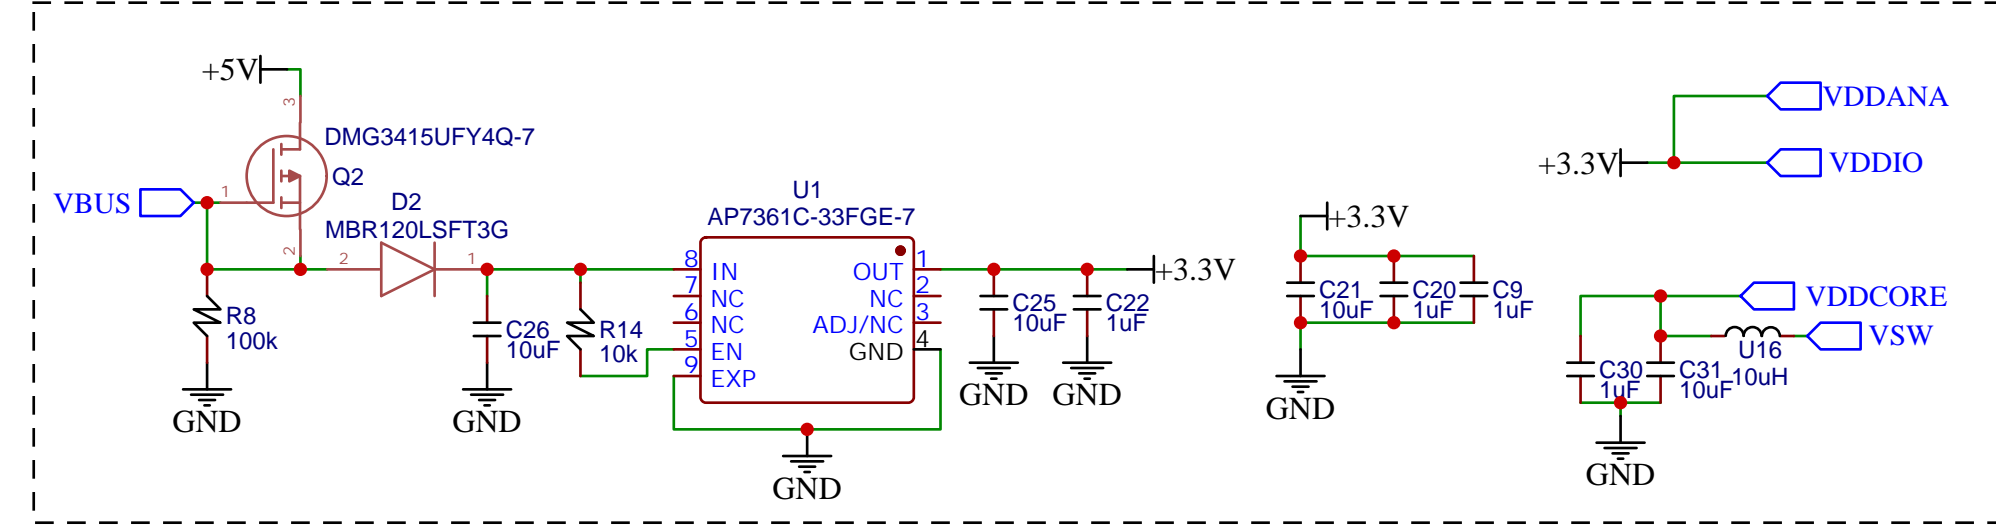 +5V
3
DMG3415UFY4Q-7
Q2
VBUS
1
2
D2
MBR120LSFT3G
2
1
R8
100k
GND
C26
10uF
GND
R14
10k
U1
AP7361C-33FGE-7
8
IN
7
NC
6
NC
5
EN
9
EXP
1
OUT
2
NC
3
ADJ/NC
4
GND
GND
+3.3V
C25
10uF
GND
C22
1uF
GND
+3.3V
C21
10uF
C20
1uF
C9
1uF
GND
+3.3V
VDDANA
VDDIO
VDDCORE
VSW
U16
10uH
C30
1uF
C31
10uF
GND